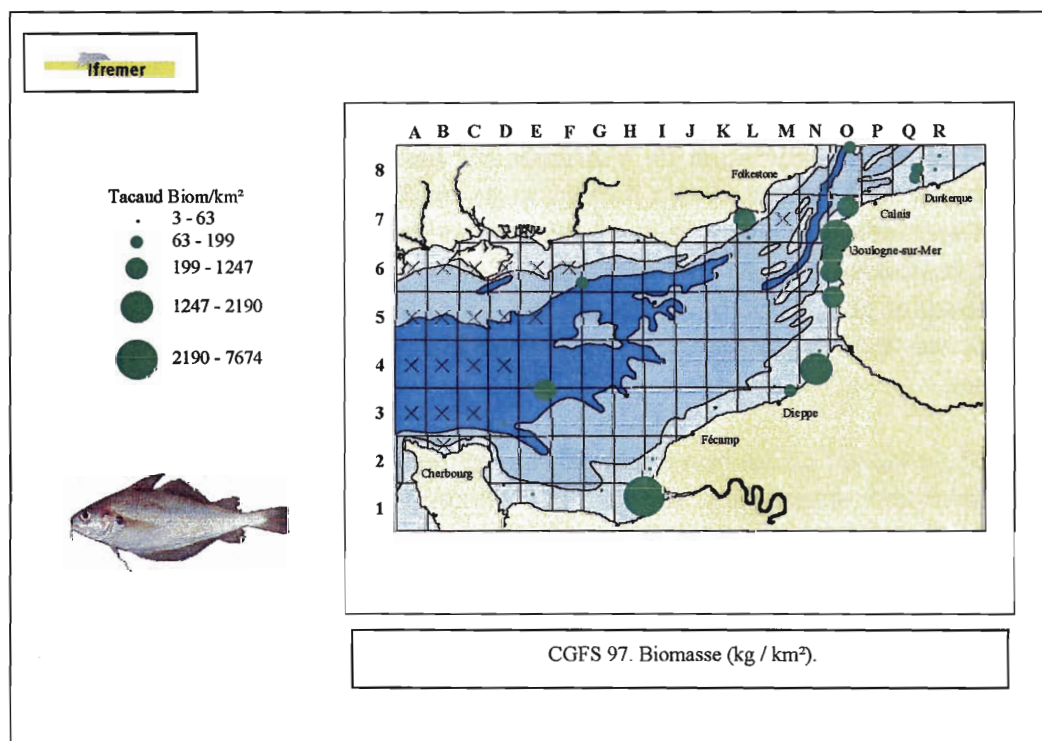 Ifremer
Tacaud Biom/km²
3 - 63
63 - 199
199 - 1247
1247 - 2190
2190 - 7674
A B C D E F G H I J K L M N O P Q R
8
7
6
5
4
3
2
1
Folkestone
Dunkerque
Calais
Boulogne-sur-Mer
Dieppe
Fécamp
Cherbourg
CGFS 97. Biomasse (kg / km²).